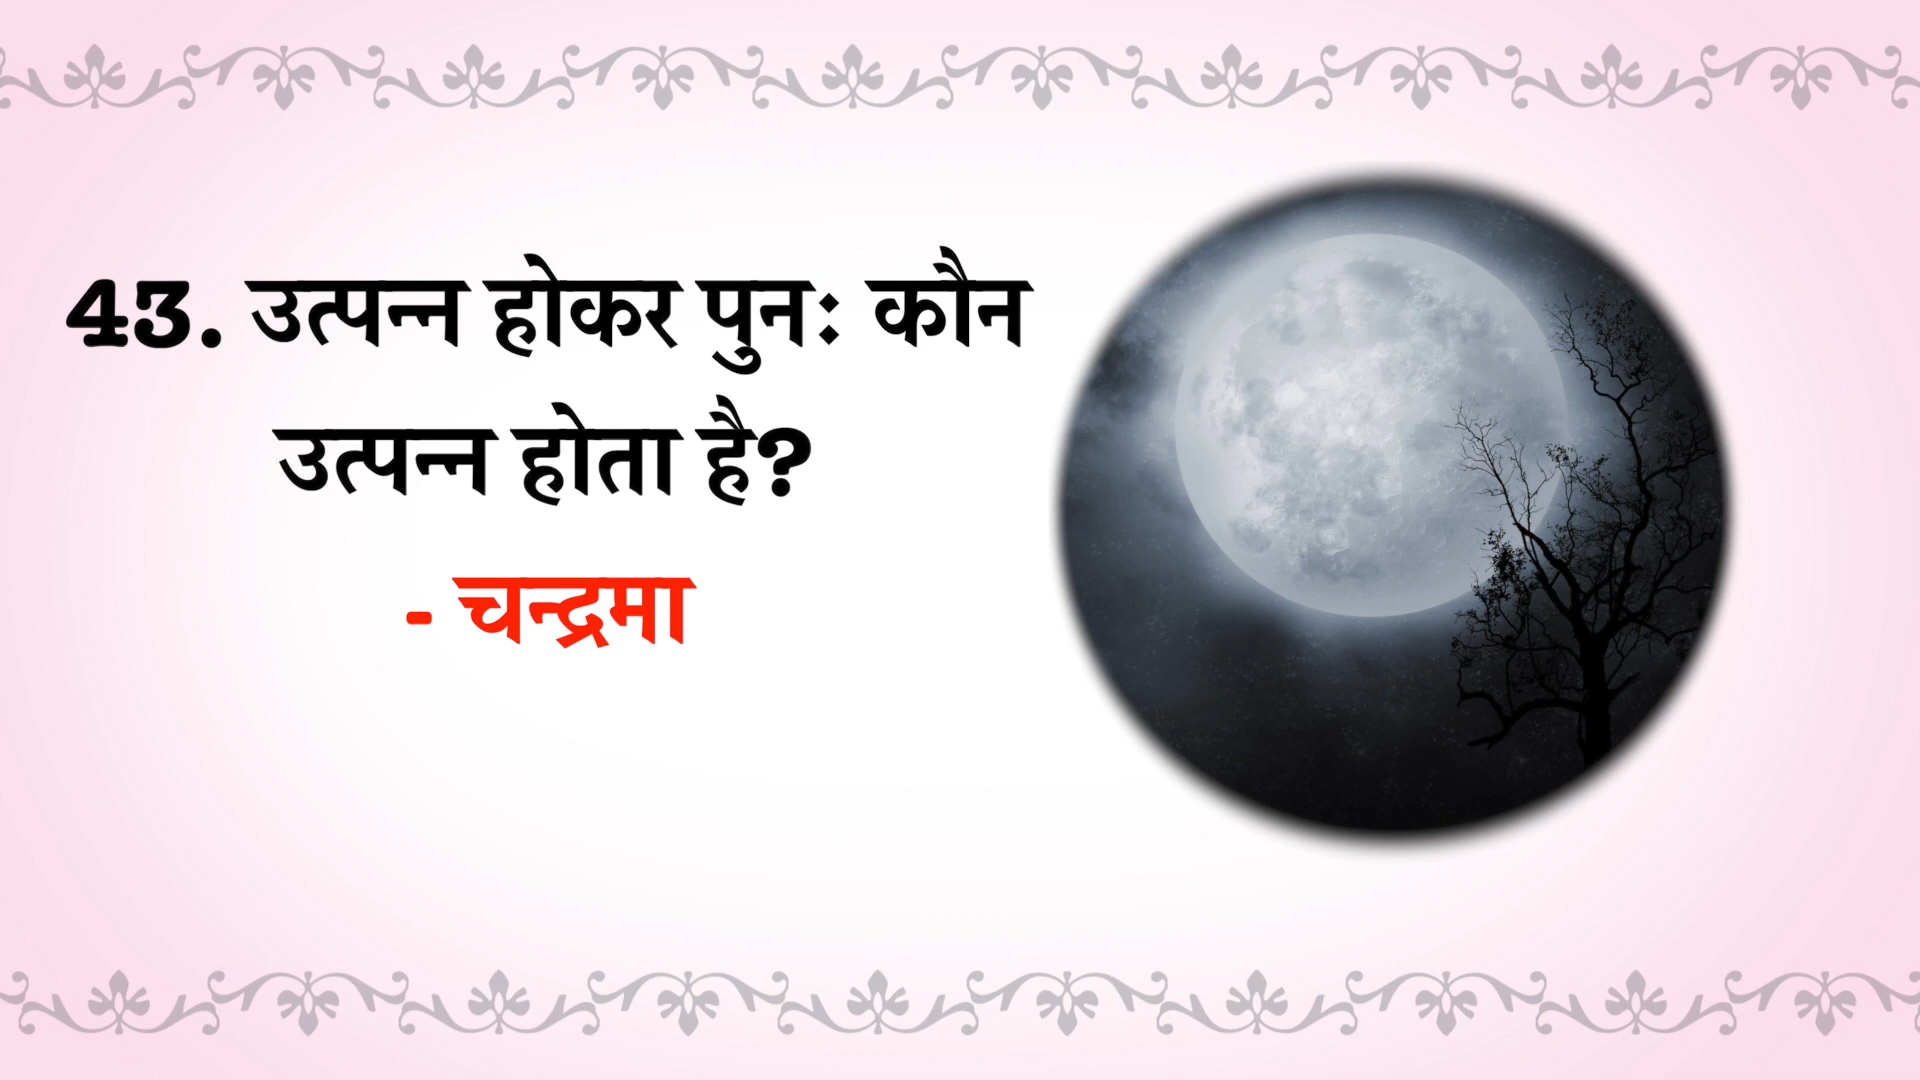 43. उत्पन्न होकर पुनः कौन
उत्पन्न होता है?
- चन्द्रमा